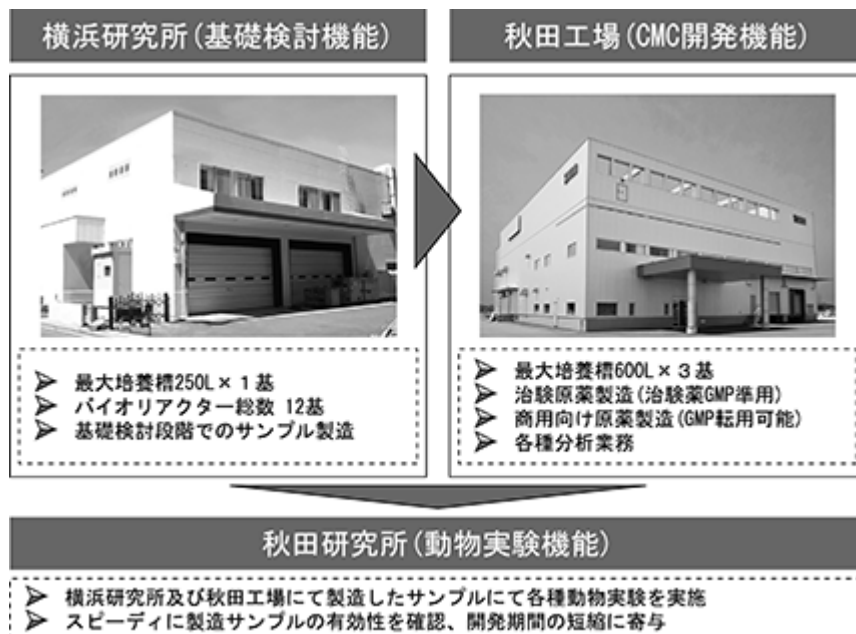 横浜研究所(基礎検討機能)
秋田工場(CMC開発機能)
最大培養槽250L×1基
バイオリアクター総数 12基
基礎検討段階でのサンプル製造
最大培養槽600L×3基
治験原薬製造(治験薬GMP準用)
商用向け原薬製造(GMP転用可能)
各種分析業務
秋田研究所(動物実験機能)
横浜研究所及び秋田工場にて製造したサンプルにて各種動物実験を実施
スピーディに製造サンプルの有効性を確認、開発期間の短縮に寄与